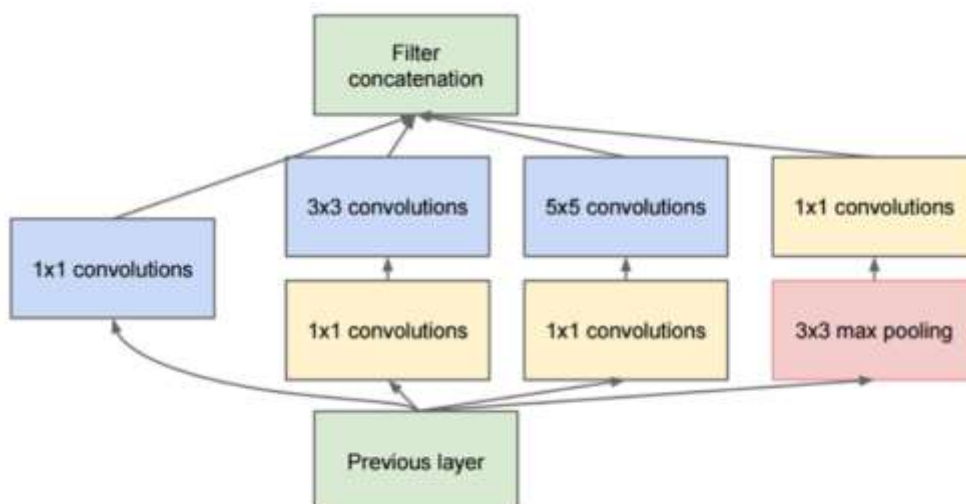 Filter
concatenation
3x3 convolutions
5x5 convolutions
1x1 convolutions
1x1 convolutions
1x1 convolutions
1x1 convolutions
3x3 max pooling
Previous layer